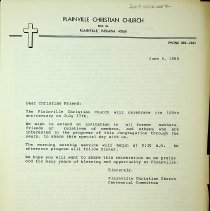 PLAINVILLE CHRISTIAN CHURCH
PLAINVILLE, INDIANA 47568
PHONE
June 6, 1988
Dear Christian Friend:
The Plainville Christian church will celebrate its 100th
anniversary on July 17th.
We wish to extend an invitation to all former members,
friends or relatives of members, and others who are
interested in the progress of this congregation through the
years, to share this special day with us.
The morning worship service will begin at 9:30 a.m. An
afternoon program will follow dinner.
We hope you will want to share this celebration as we praise
God for many years of blessing and opportunity at Plainville.
Sincerely,
Plainville Christian Church
Centennial Committee